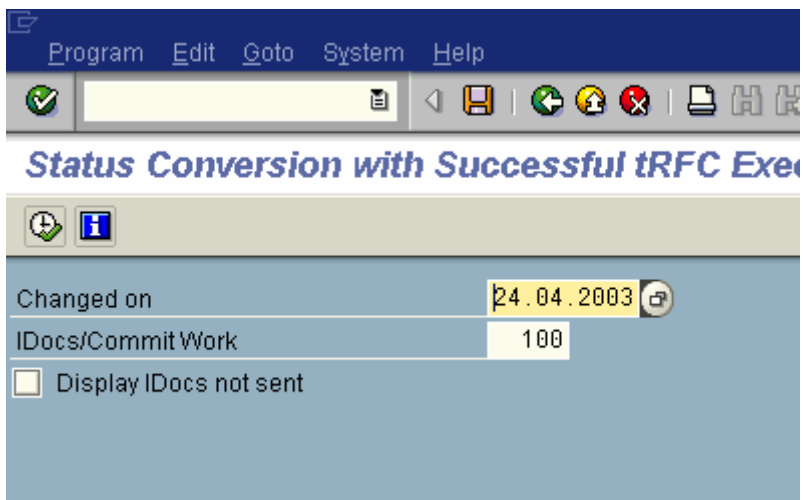 Program Edit Goto System Help
Status Conversion with Successful tRFC
Changed on 24.04.2003
IDocs/Commit Work 100
Display IDocs not sent